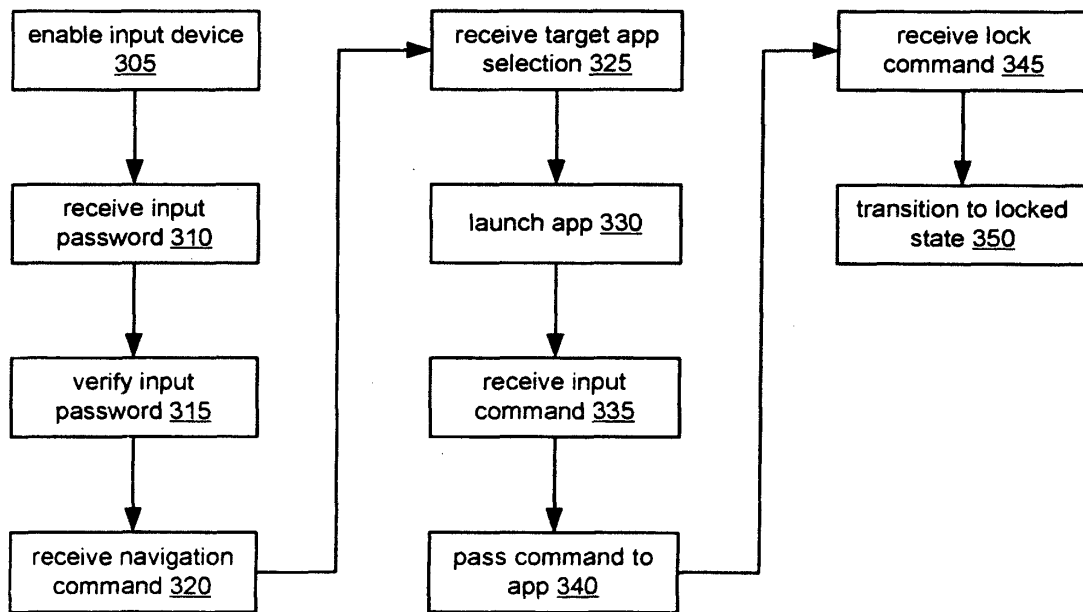 enable input device
305
receive input
password 310
verify input
password 315
receive navigation
command 320
receive target app
selection 325
launch app 330
receive input
command 335
pass command to
app 340
receive lock
command 345
transition to locked
state 350